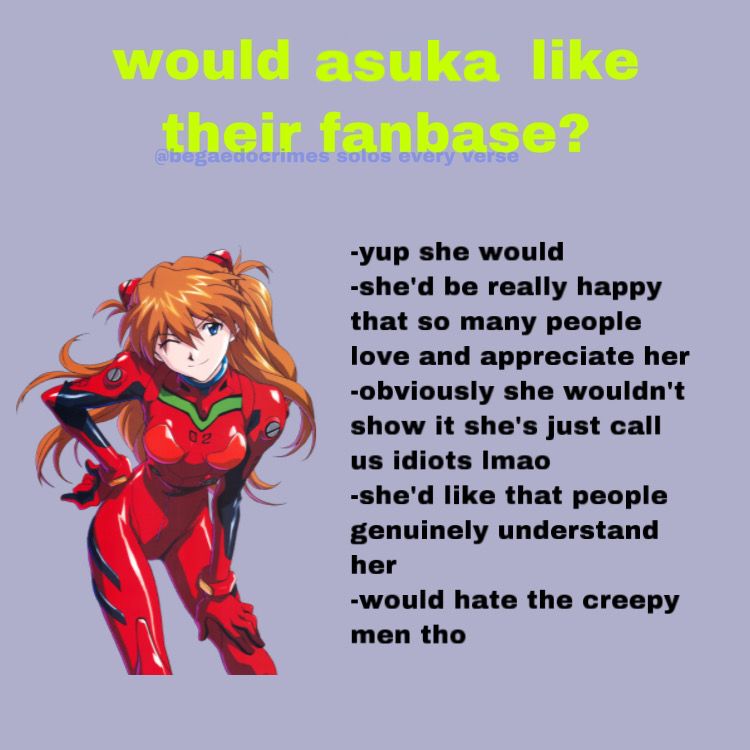 would asuka like
their fanbase?
@begaedocrimes solos every verse
-yup she would
-she'd be really happy
that so many people
love and appreciate her
-obviously she wouldn't
show it she's just call
us idiots lmao
-she'd like that people
genuinely understand
her
-would hate the creepy
men tho
02